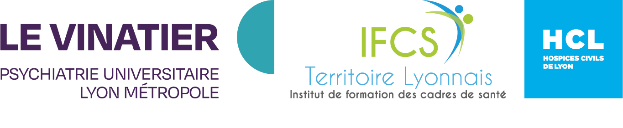 LE VINATIER
PSYCHIATRIE UNIVERSITAIRE
LYON MÉTROPOLE
IFCS
Territoire Lyonnais
Institut de formation des cadres de santé
HCL
HOSPICES CIVILS
DE LYON